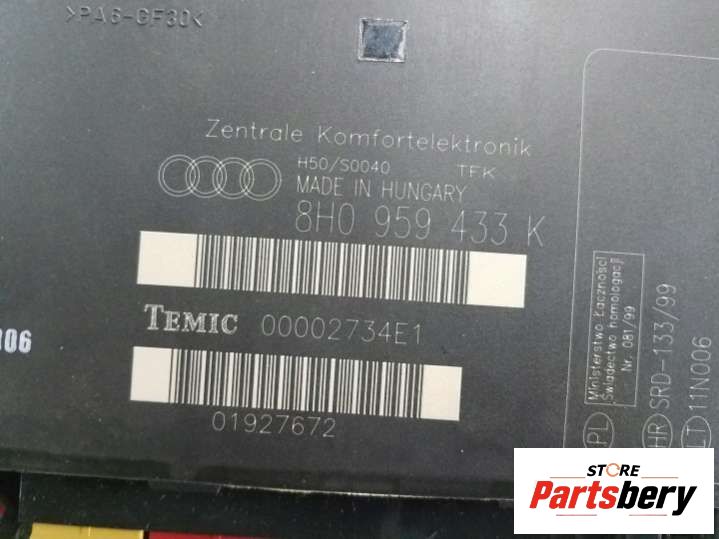 >PA6-GF30<
Zentrale Komfortelektronik
H50/S0040 TFK
MADE IN HUNGARY
8H0 959 433 K
TEMIC 00002734E1
01927672
Ministerstwo Łączności
Świadectwo homologacji
Nr. 081/99
PL
HR SRD-133/99
LT 11N006
STORE
Partsbery